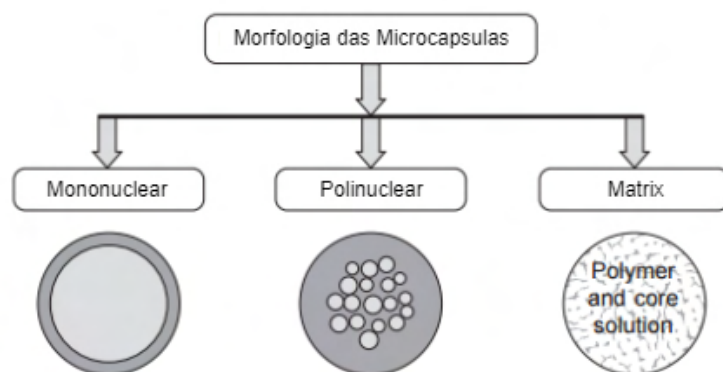 Morfologia das Microcapsulas
Mononuclear
Polinuclear
Matrix
Polymer
and core
solution